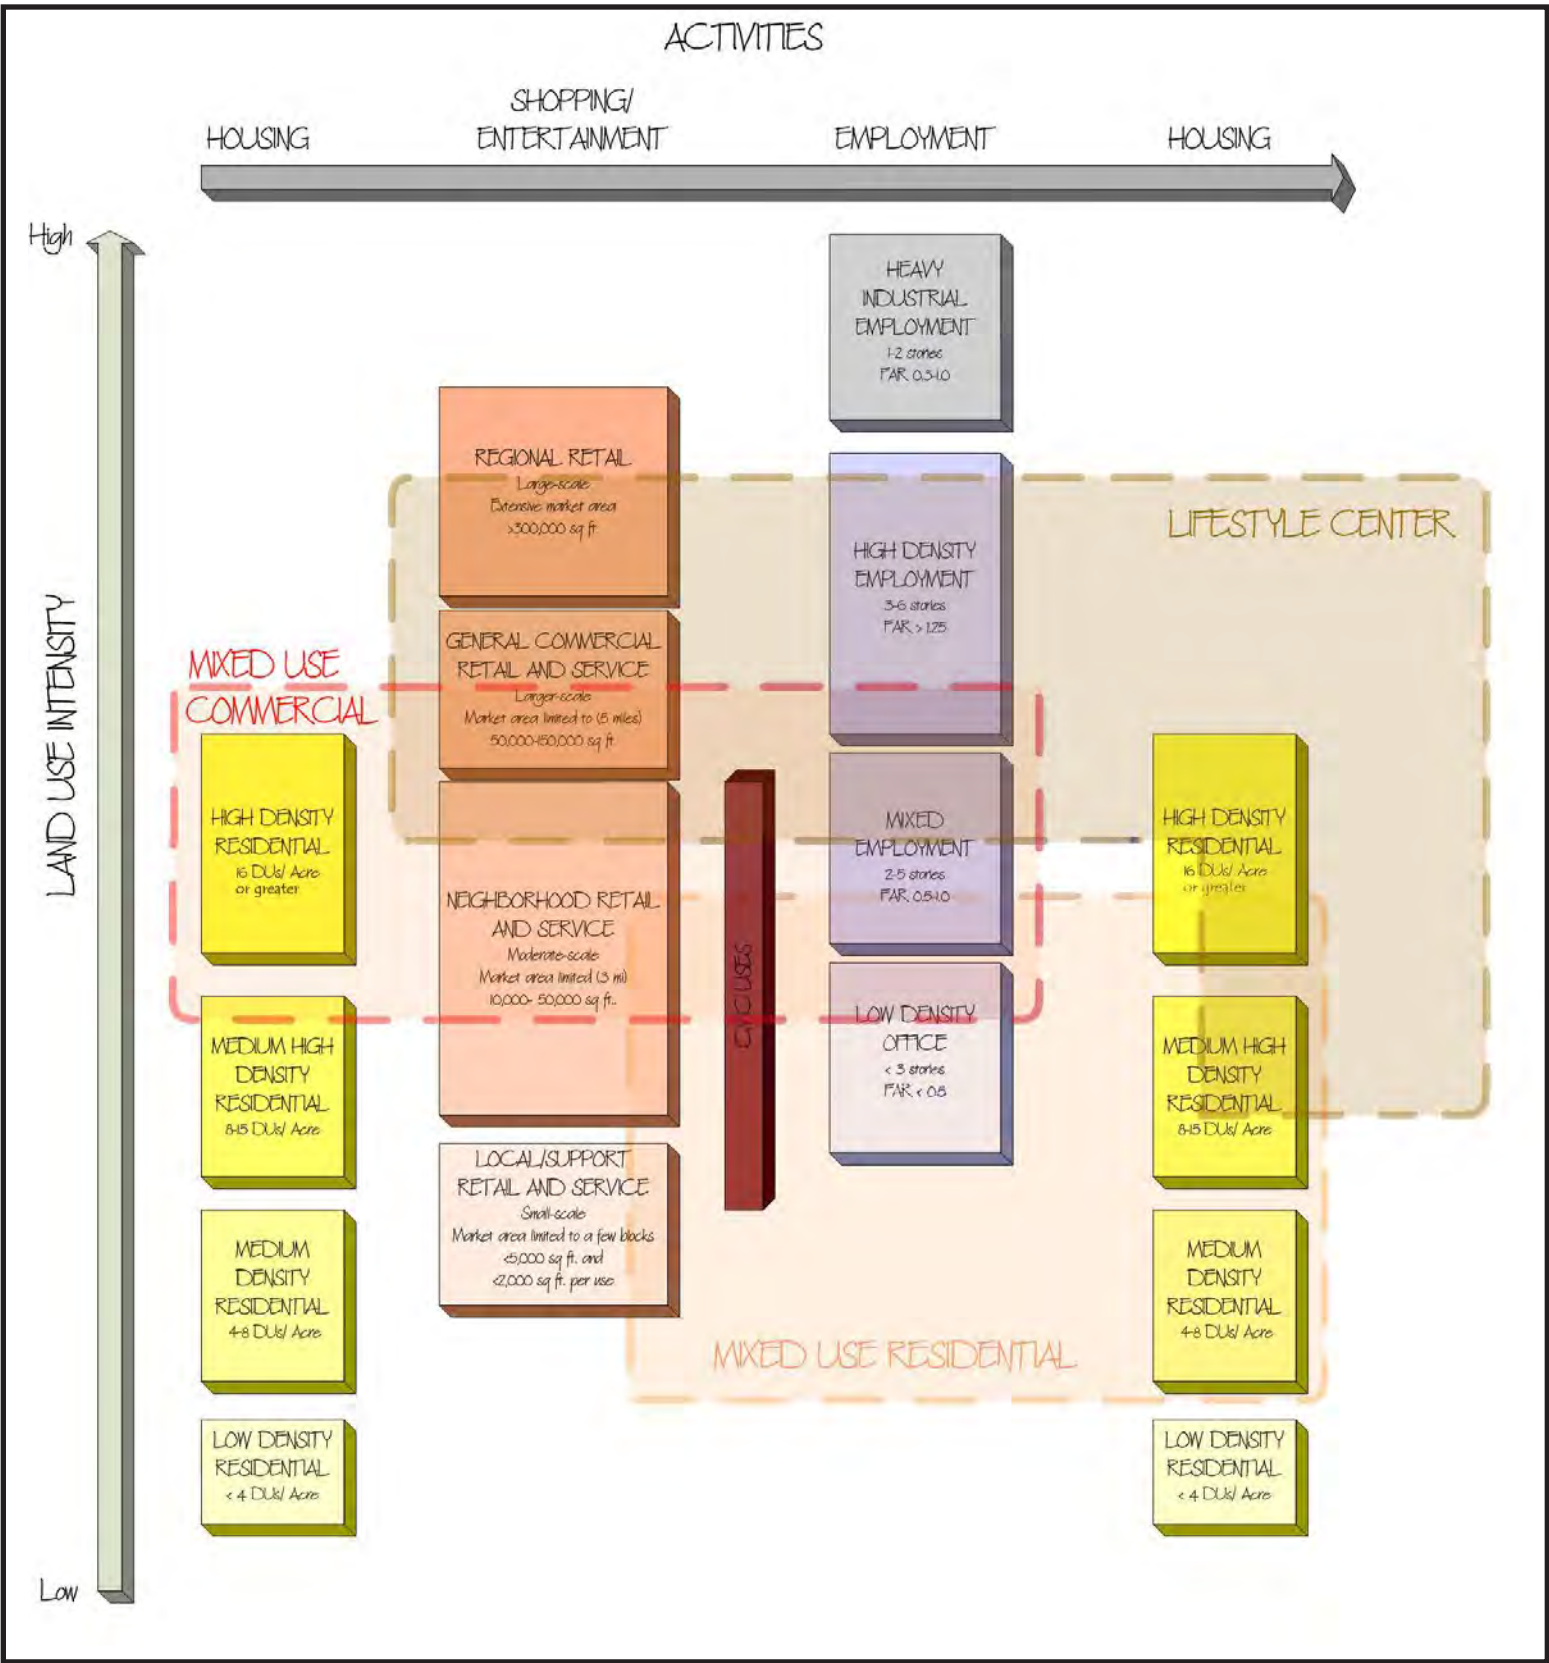 ACTIVITIES
HOUSING
SHOPPING/
ENTERTAINMENT
EMPLOYMENT
HOUSING
High
LAND USE INTENSITY
Low
HEAVY
INDUSTRIAL
EMPLOYMENT
1-2 stories
FAR 0.5-1.0
REGIONAL RETAIL
Large-scale
Extensive market area
>300,000 sq ft
LIFESTYLE CENTER
HIGH DENSITY
EMPLOYMENT
3-6 stories
FAR > 1.25
GENERAL COMMERCIAL
RETAIL AND SERVICE
Larger-scale
Market area limited to (5 miles)
50,000-150,000 sq ft
MIXED USE
COMMERCIAL
HIGH DENSITY
RESIDENTIAL
16 DUs/ Acre
or greater
NEIGHBORHOOD RETAIL
AND SERVICE
Moderate-scale
Market area limited (3 mi)
10,000- 50,000 sq ft.
CIVIC USES
MIXED
EMPLOYMENT
2-5 stories
FAR 0.5-1.0
HIGH DENSITY
RESIDENTIAL
16 DUs/ Acre
or greater
MEDIUM HIGH
DENSITY
RESIDENTIAL
8-15 DUs/ Acre
LOW DENSITY
OFFICE
< 3 stories
FAR < 0.5
MEDIUM HIGH
DENSITY
RESIDENTIAL
8-15 DUs/ Acre
LOCAL/SUPPORT
RETAIL AND SERVICE
Small-scale
Market area limited to a few blocks
<5,000 sq ft. and
<2,000 sq ft. per use
MEDIUM
DENSITY
RESIDENTIAL
4-8 DUs/ Acre
MEDIUM
DENSITY
RESIDENTIAL
4-8 DUs/ Acre
MIXED USE RESIDENTIAL
LOW DENSITY
RESIDENTIAL
< 4 DUs/ Acre
LOW DENSITY
RESIDENTIAL
< 4 DUs/ Acre